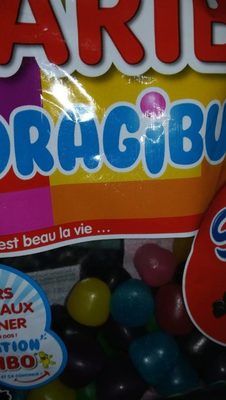 ARIB
DRAGIBU
est beau la vie ...
RS
AUX
NER
TION
IBO